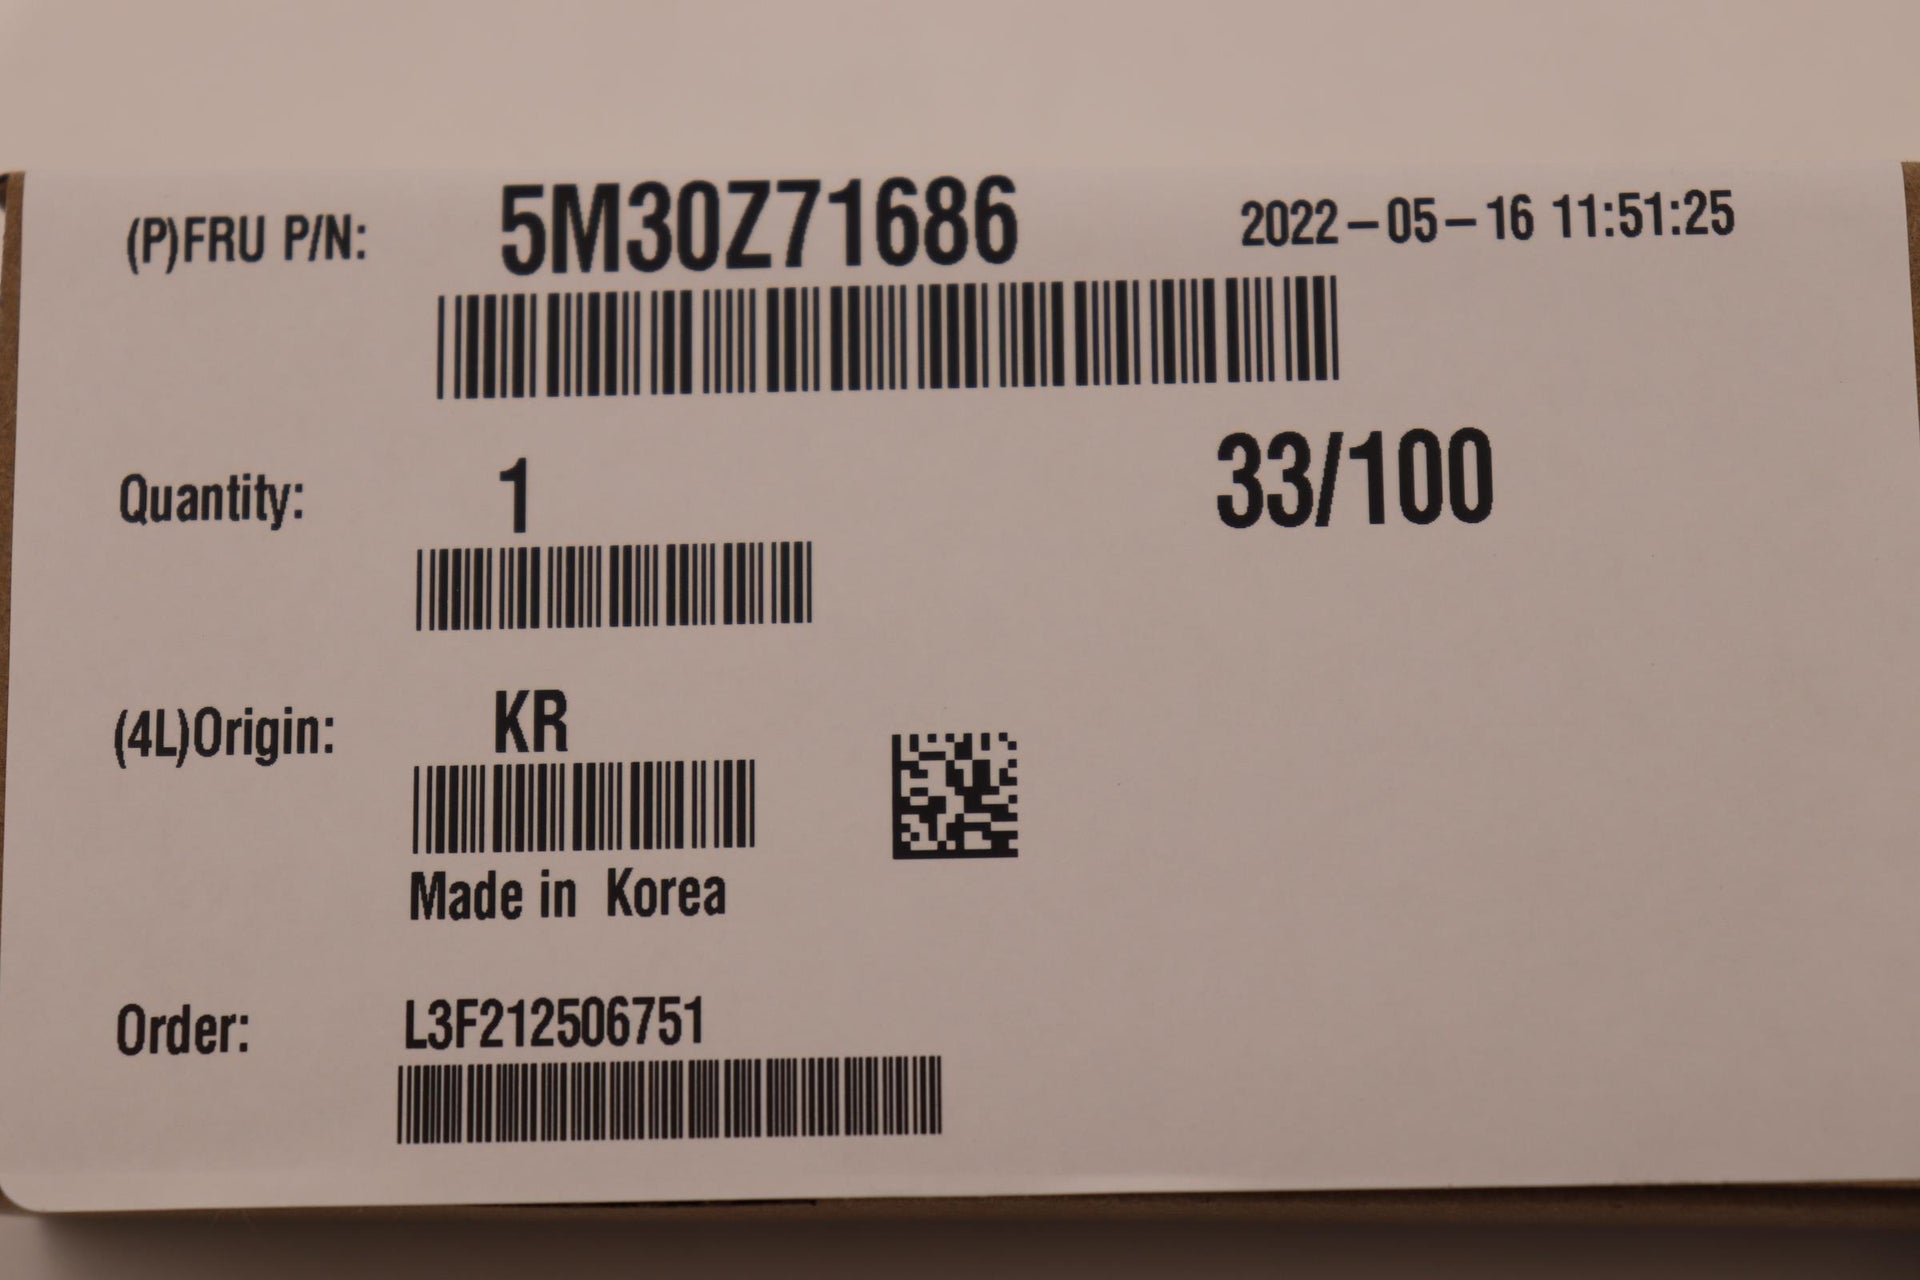 (P)FRU P/N: 5M30Z71686 2022-05-16 11:51:25
Quantity: 1 33/100
(4L)Origin: KR
Made in Korea
Order: L3F212506751